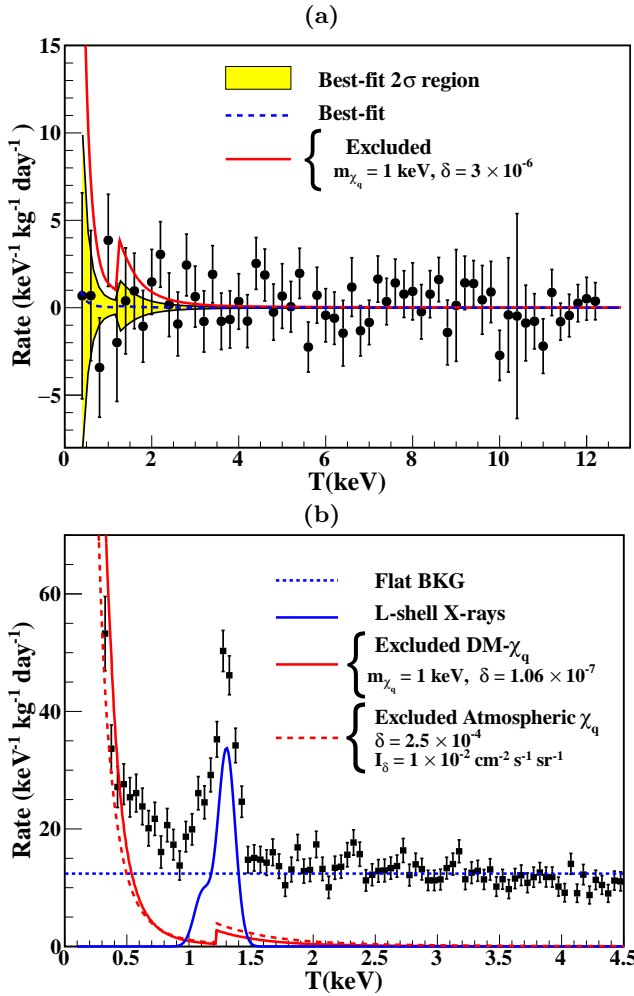 (a)
15
10
5
0
−5
Rate (keV⁻¹ kg⁻¹ day⁻¹)
Best-fit 2σ region
Best-fit
Excluded
m_χq = 1 keV, δ = 3 × 10⁻⁶
0 2 4 6 8 10 12
T(keV)
(b)
60
40
20
0
Rate (keV⁻¹ kg⁻¹ day⁻¹)
Flat BKG
L-shell X-rays
Excluded DM-χ_q
m_χq = 1 keV, δ = 1.06 × 10⁻⁷
Excluded Atmospheric χ_q
δ = 2.5 × 10⁻⁴
I_δ = 1 × 10⁻² cm⁻² s⁻¹ sr⁻¹
0 0.5 1 1.5 2 2.5 3 3.5 4 4.5
T(keV)